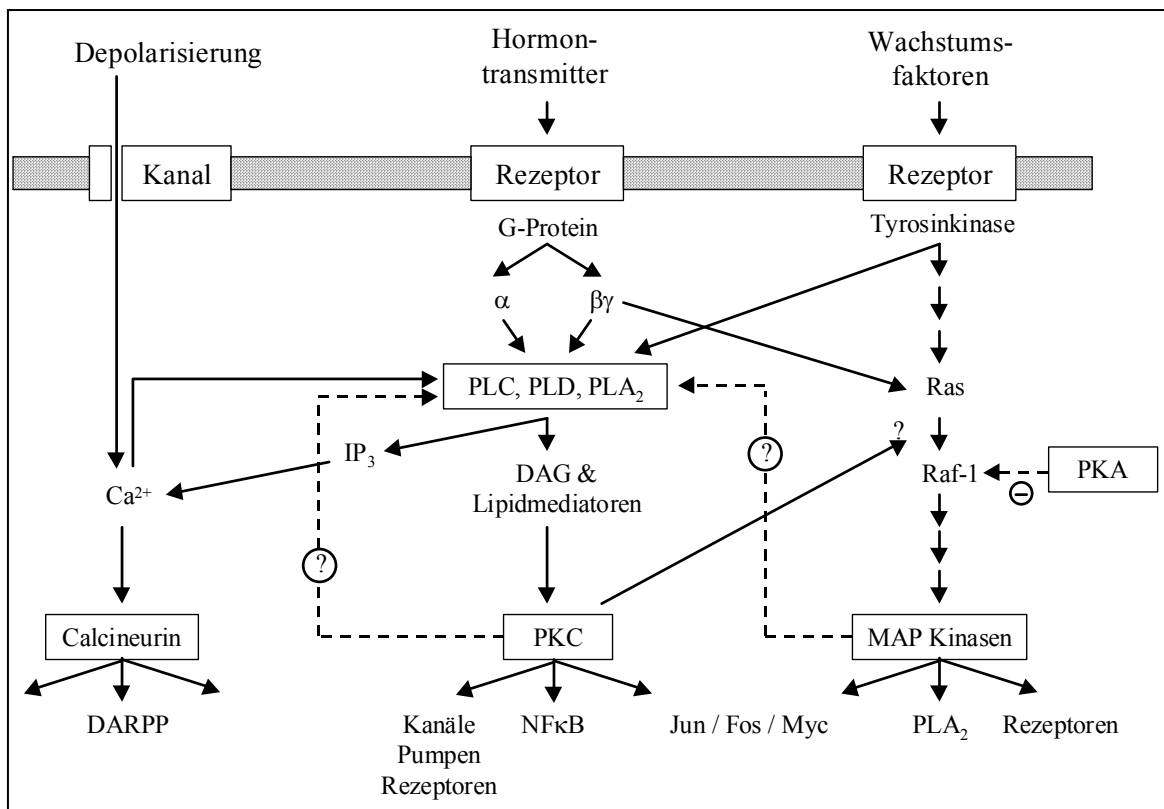 Depolarisierung
Hormon-
transmitter
Wachstums-
faktoren
Kanal
Rezeptor
Rezeptor
G-Protein
Tyrosinkinase
α
βγ
PLC, PLD, PLA₂
Ras
?
IP₃
?
DAG &
Lipidmediatoren
Raf-1
PKA
−
Ca²⁺
?
Calcineurin
PKC
MAP Kinasen
DARPP
Kanäle
Pumpen
Rezeptoren
NFκB
Jun / Fos / Myc
PLA₂
Rezeptoren